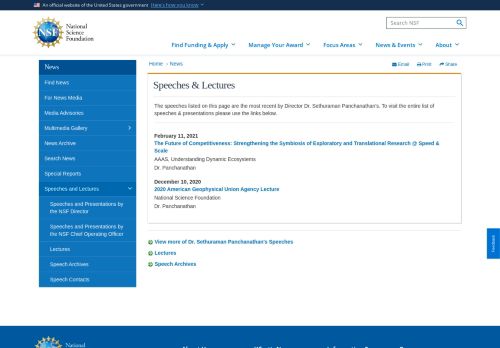 An official website of the United States government Here's how you know
NSF
National
Science
Foundation
Search NSF
Find Funding & Apply
Manage Your Award
Focus Areas
News & Events
About
News
Find News
For News Media
Media Advisories
Multimedia Gallery
News Archive
Search News
Special Reports
Speeches and Lectures
Speeches and Presentations by
the NSF Director
Speeches and Presentations by
the NSF Chief Operating Officer
Lectures
Speech Archives
Speech Contacts
Home
News
Email
Print
Share
Speeches & Lectures
The speeches listed on this page are the most recent by Director Dr. Sethuraman Panchanathan's. To visit the entire list of
speeches & presentations please use the links below.
February 11, 2021
The Future of Competitiveness: Strengthening the Symbiosis of Exploratory and Translational Research @ Speed &
Scale
AAAS, Understanding Dynamic Ecosystems
Dr. Panchanathan
December 10, 2020
2020 American Geophysical Union Agency Lecture
National Science Foundation
Dr. Panchanathan
View more of Dr. Sethuraman Panchanathan's Speeches
Lectures
Speech Archives
Feedback
National